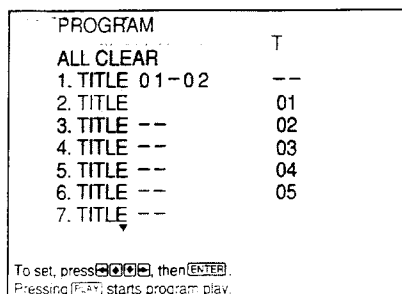 PROGRAM
T
ALL CLEAR
1. TITLE 01-02 --
2. TITLE 01
3. TITLE -- 02
4. TITLE -- 03
5. TITLE -- 04
6. TITLE -- 05
7. TITLE --
To set, press ←↓↑→, then ENTER.
Pressing PLAY starts program play.